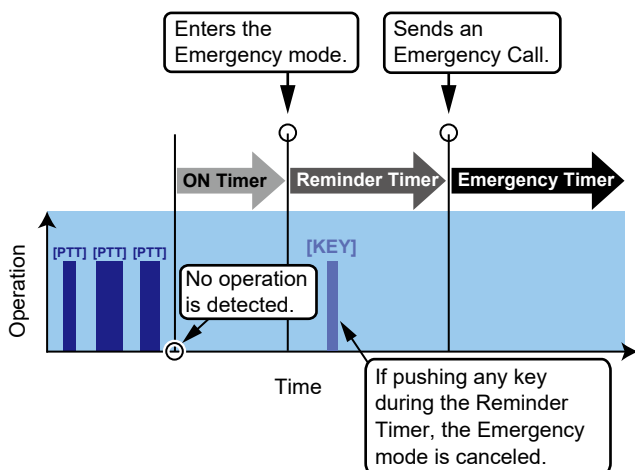 Enters the
Emergency mode.
Sends an
Emergency Call.
ON Timer
Reminder Timer
Emergency Timer
[PTT] [PTT] [PTT]
[KEY]
No operation
is detected.
Operation
Time
If pushing any key
during the Reminder
Timer, the Emergency
mode is canceled.